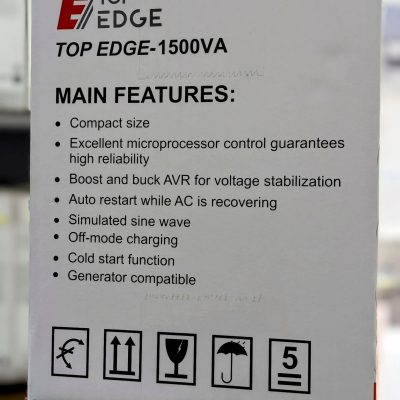 TOP
EDGE
TOP EDGE-1500VA
MAIN FEATURES:
• Compact size
• Excellent microprocessor control guarantees
high reliability
• Boost and buck AVR for voltage stabilization
• Auto restart while AC is recovering
• Simulated sine wave
• Off-mode charging
• Cold start function
• Generator compatible
5